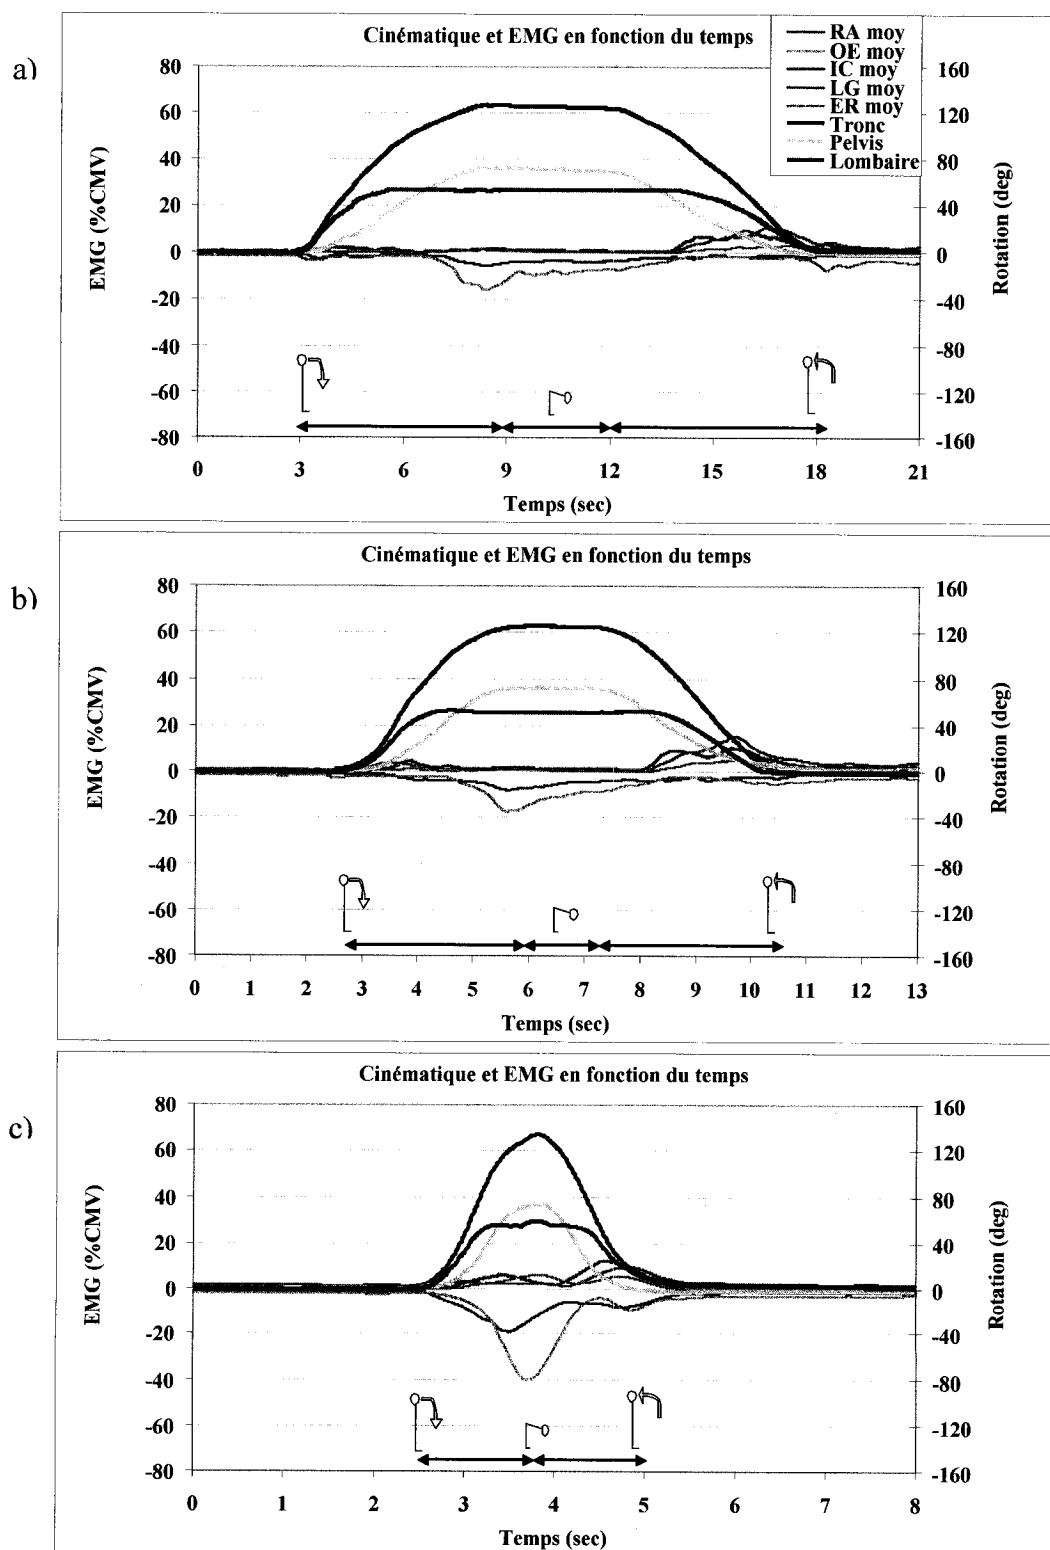 a)
Cinématique et EMG en fonction du temps
RA moy
OE moy
IC moy
LG moy
ER moy
Tronc
Pelvis
Lombaire
EMG (%CMV)
80
60
40
20
0
-20
-40
-60
-80
Rotation (deg)
160
120
80
40
0
-40
-80
-120
-160
0 3 6 9 12 15 18 21
Temps (sec)
b)
Cinématique et EMG en fonction du temps
EMG (%CMV)
80
60
40
20
0
-20
-40
-60
-80
Rotation (deg)
160
120
80
40
0
-40
-80
-120
-160
0 1 2 3 4 5 6 7 8 9 10 11 12 13
Temps (sec)
c)
Cinématique et EMG en fonction du temps
EMG (%CMV)
80
60
40
20
0
-20
-40
-60
-80
Rotation (deg)
160
120
80
40
0
-40
-80
-120
-160
0 1 2 3 4 5 6 7 8
Temps (sec)